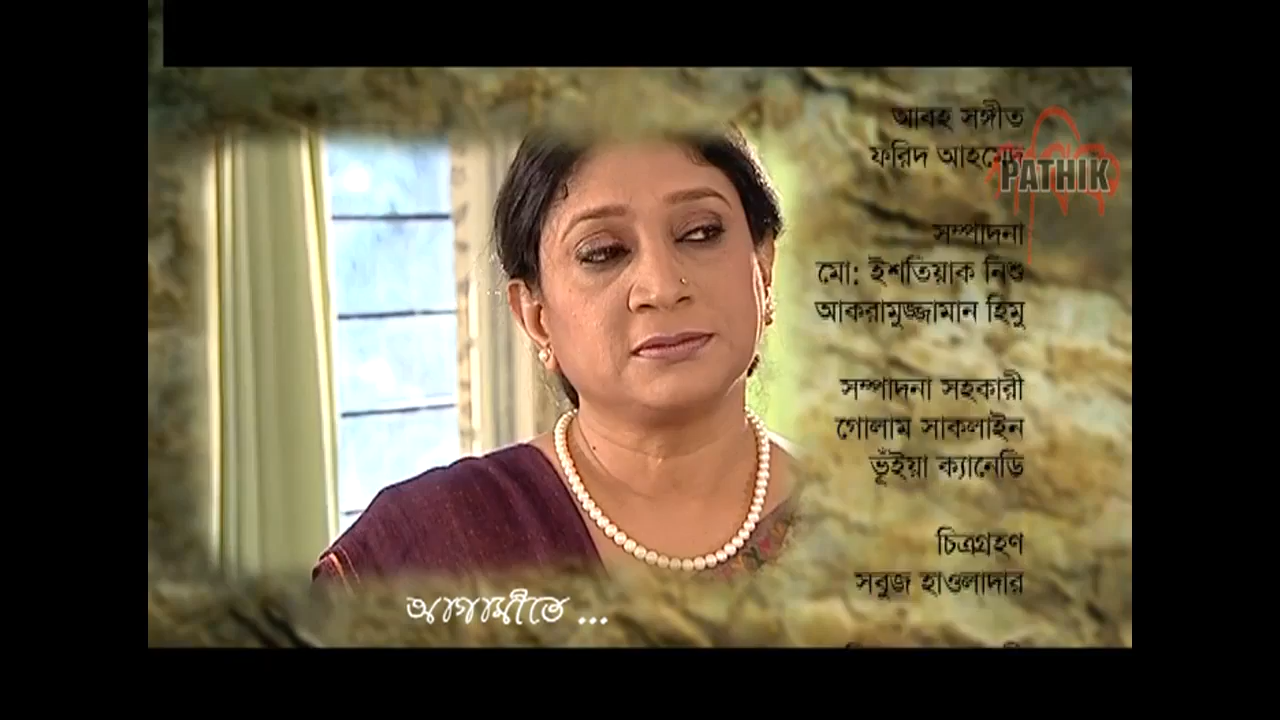 আবহ সঙ্গীত
ফরিদ আহমেদ
PATHIK
সম্পাদনা
মো: ইশতিয়াক নিশু
আকরামুজ্জামান হিমু
সম্পাদনা সহকারী
গোলাম সাকলাইন
ভূঁইয়া ক্যানেডি
চিত্রগ্রহণ
সবুজ হাওলাদার
আগামীতে ...